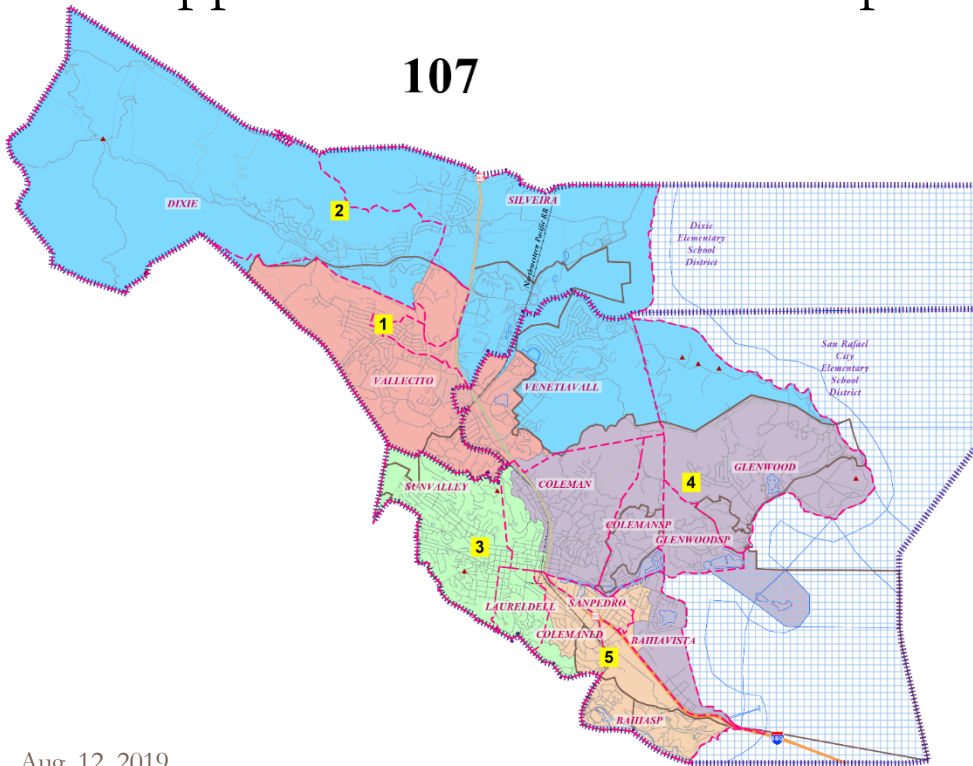 107
DIXIE
2
SILVEIRA
Northwestern Pacific RR
Dixie
Elementary
School
District
1
VALLECITO
VENETIAVALL
San Rafael
City
Elementary
School
District
SUNVALLEY
COLEMAN
4
GLENWOOD
COLEMANSP
GLENWOODSP
3
LAURELDELL
SANPEDRO
COLEMANLD
BAHIAVISTA
5
BAHIASP
580
Aug. 12, 2019